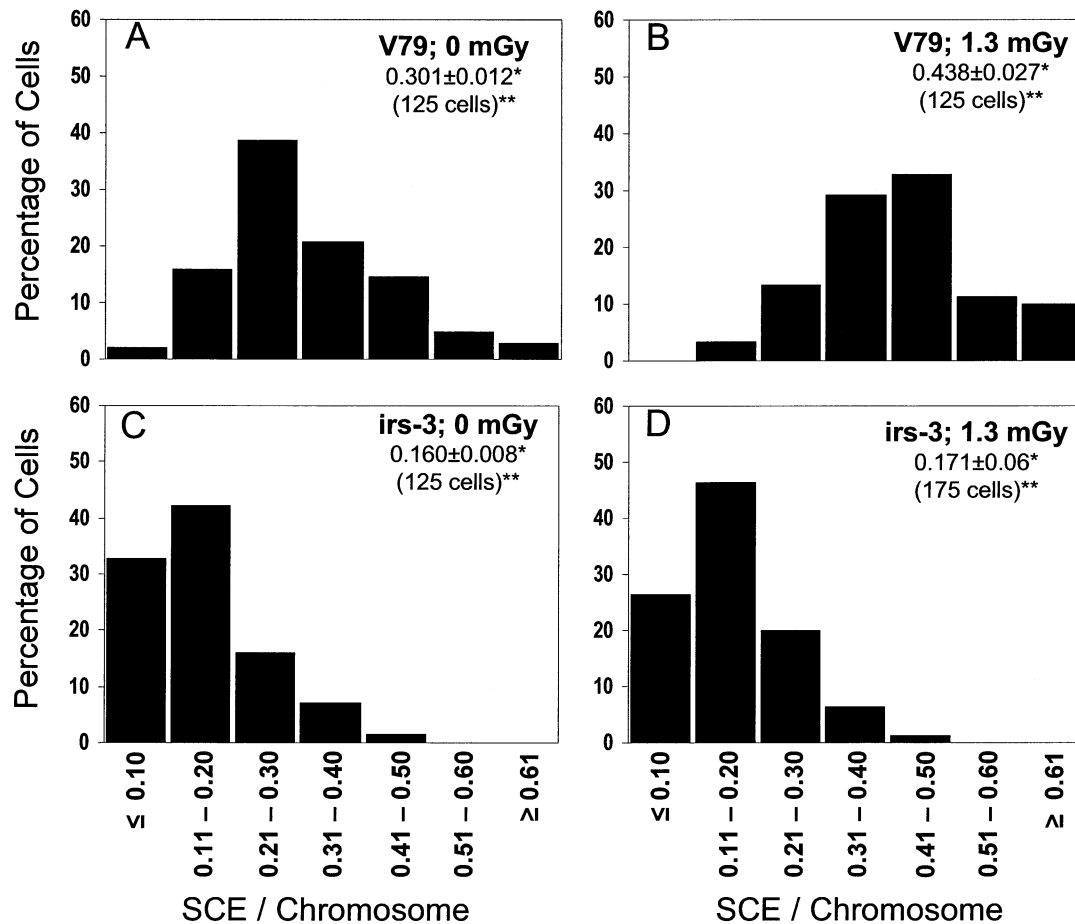 Percentage of Cells
60
50
40
30
20
10
0
A
V79; 0 mGy
0.301±0.012*
(125 cells)**
60
50
40
30
20
10
0
B
V79; 1.3 mGy
0.438±0.027*
(125 cells)**
Percentage of Cells
60
50
40
30
20
10
0
C
irs-3; 0 mGy
0.160±0.008*
(125 cells)**
60
50
40
30
20
10
0
D
irs-3; 1.3 mGy
0.171±0.06*
(175 cells)**
≤ 0.10
0.11 – 0.20
0.21 – 0.30
0.31 – 0.40
0.41 – 0.50
0.51 – 0.60
≥ 0.61
SCE / Chromosome
≤ 0.10
0.11 – 0.20
0.21 – 0.30
0.31 – 0.40
0.41 – 0.50
0.51 – 0.60
≥ 0.61
SCE / Chromosome